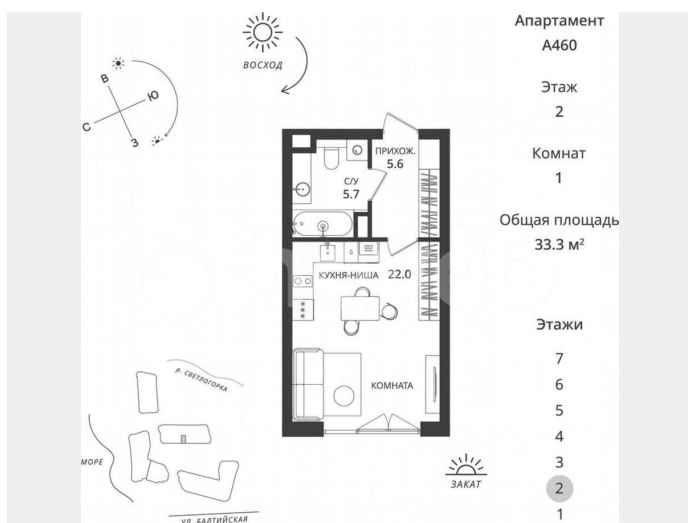 ВОСХОД
В
Ю
С
З
ПРИХОЖ.
5.6
С/У
5.7
КУХНЯ-НИША 22.0
КОМНАТА
ЗАКАТ
р. СВЕТЛОГОРКА
МОРЕ
УЛ. БАЛТИЙСКАЯ
Апартамент
А460
Этаж
2
Комнат
1
Общая площадь
33.3 м²
Этажи
7
6
5
4
3
2
1